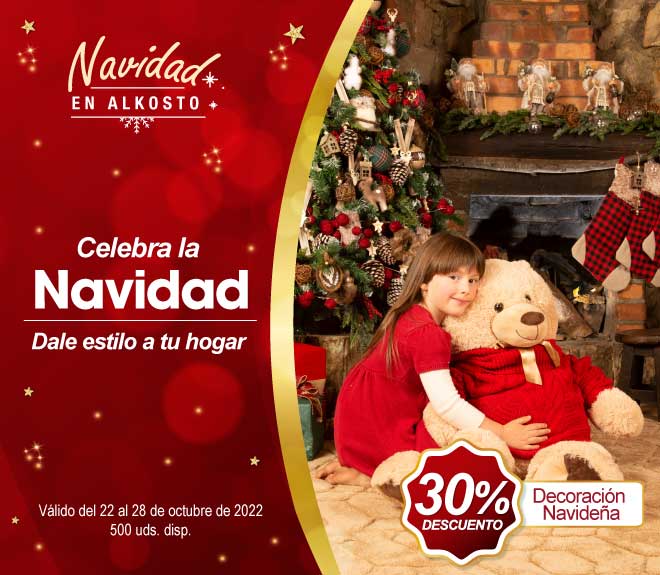 Navidad
EN ALKOSTO
Celebra la
Navidad
Dale estilo a tu hogar
Válido del 22 al 28 de octubre de 2022
500 uds. disp.
30%
DESCUENTO
Decoración
Navideña